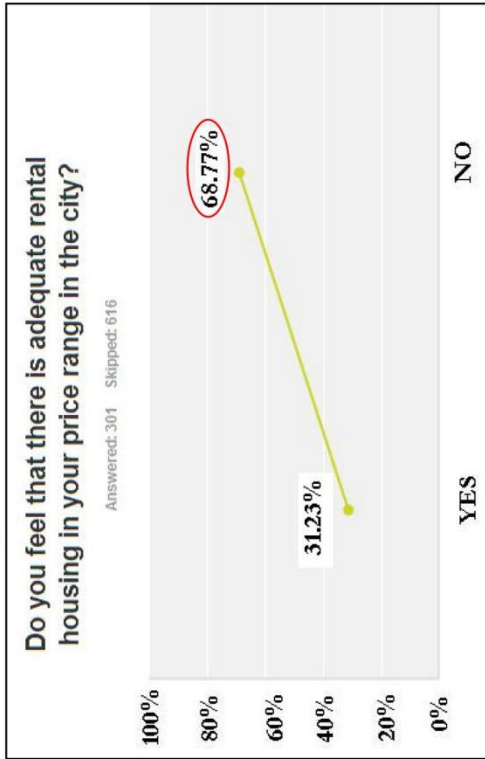 Do you feel that there is adequate rental
housing in your price range in the city?
Answered: 301 Skipped: 616
100%
80%
60%
40%
20%
0%
31.23%
68.77%
YES
NO